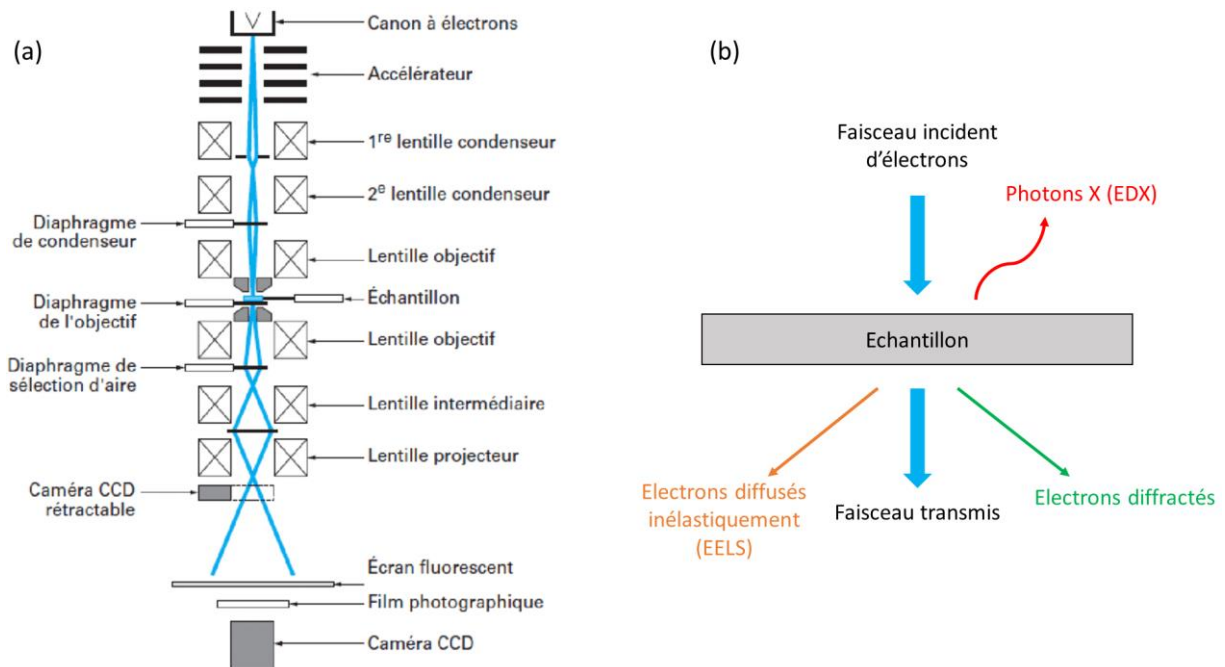 (a)
Canon à électrons
Accélérateur
1re lentille condenseur
2e lentille condenseur
Diaphragme
de condenseur
Lentille objectif
Échantillon
Diaphragme
de l'objectif
Lentille objectif
Diaphragme de
sélection d'aire
Lentille intermédiaire
Lentille projecteur
Caméra CCD
rétractable
Écran fluorescent
Film photographique
Caméra CCD
(b)
Faisceau incident
d'électrons
Photons X (EDX)
Echantillon
Electrons diffusés
inélastiquement
(EELS)
Faisceau transmis
Electrons diffractés